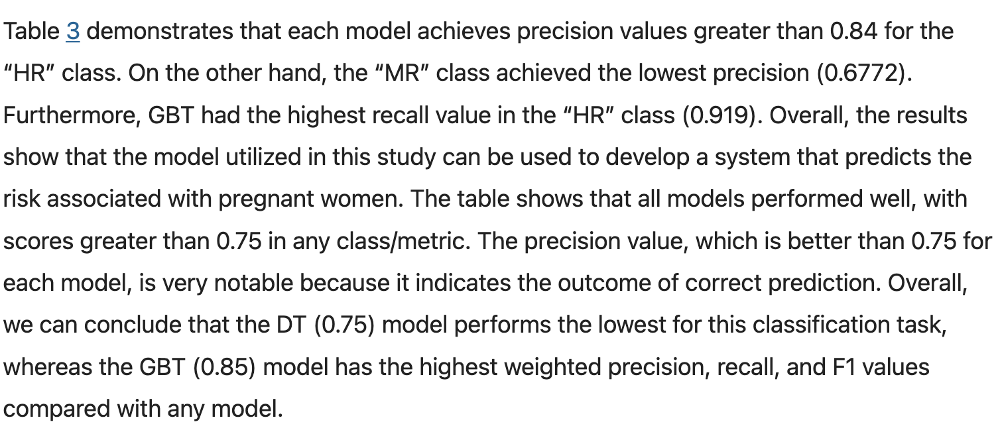 Table 3 demonstrates that each model achieves precision values greater than 0.84 for the
“HR” class. On the other hand, the “MR” class achieved the lowest precision (0.6772).
Furthermore, GBT had the highest recall value in the “HR” class (0.919). Overall, the results
show that the model utilized in this study can be used to develop a system that predicts the
risk associated with pregnant women. The table shows that all models performed well, with
scores greater than 0.75 in any class/metric. The precision value, which is better than 0.75 for
each model, is very notable because it indicates the outcome of correct prediction. Overall,
we can conclude that the DT (0.75) model performs the lowest for this classification task,
whereas the GBT (0.85) model has the highest weighted precision, recall, and F1 values
compared with any model.